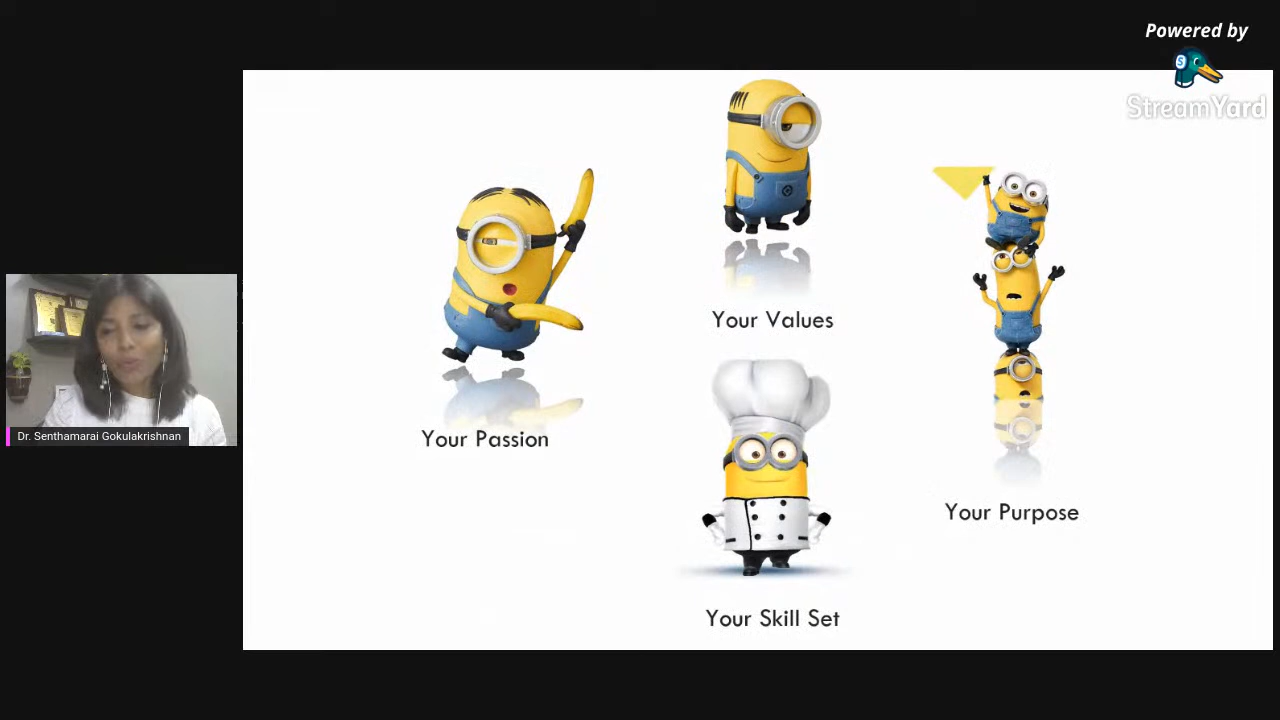 Powered by
StreamYard
Your Values
Your Passion
Your Purpose
Your Skill Set
Dr. Senthamarai Gokulakrishnan